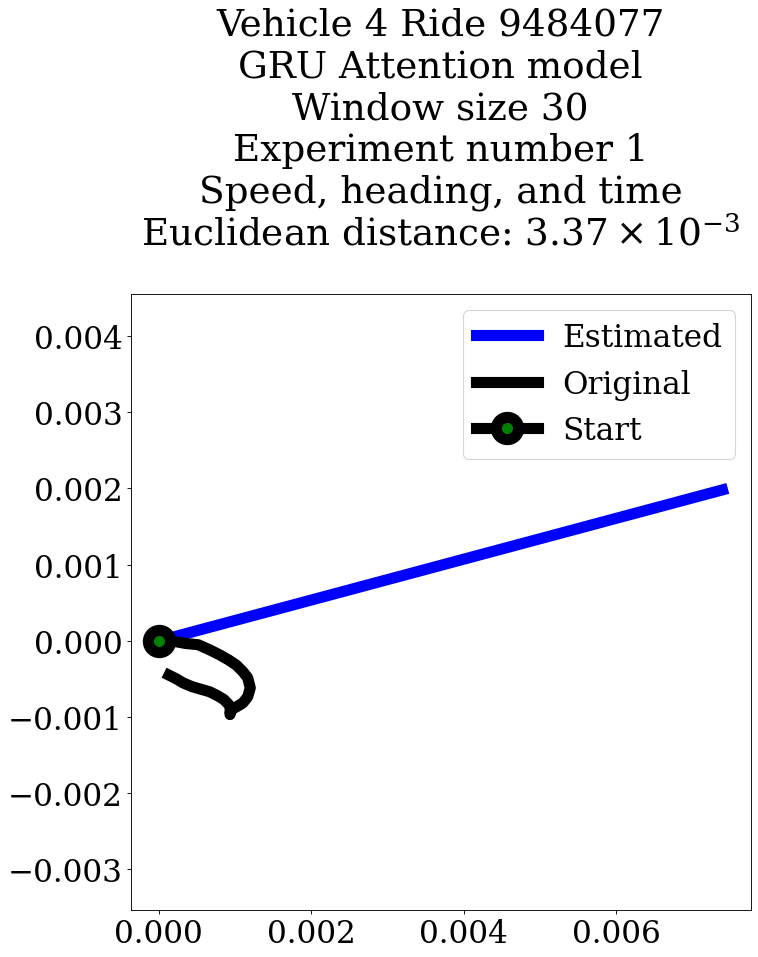 Vehicle 4 Ride 9484077
GRU Attention model
Window size 30
Experiment number 1
Speed, heading, and time
Euclidean distance: 3.37 × 10⁻³
Estimated
Original
Start
0.004
0.003
0.002
0.001
0.000
−0.001
−0.002
−0.003
0.000 0.002 0.004 0.006